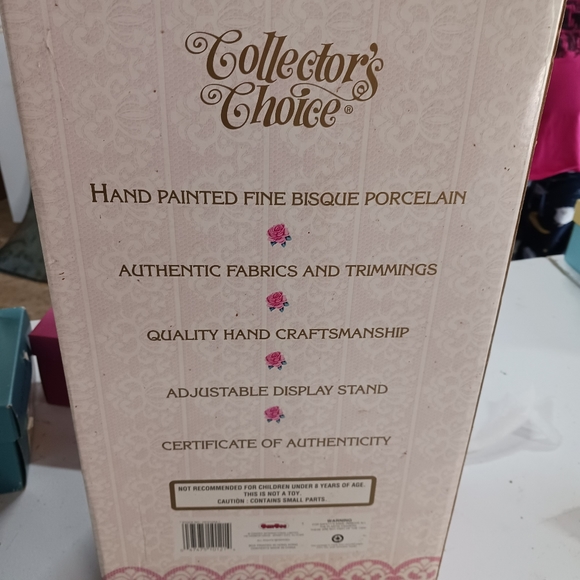 Collector's
Choice®
HAND PAINTED FINE BISQUE PORCELAIN
AUTHENTIC FABRICS AND TRIMMINGS
QUALITY HAND CRAFTSMANSHIP
ADJUSTABLE DISPLAY STAND
CERTIFICATE OF AUTHENTICITY
NOT RECOMMENDED FOR CHILDREN UNDER 8 YEARS OF AGE.
THIS IS NOT A TOY.
CAUTION : CONTAINS SMALL PARTS.
WARNING